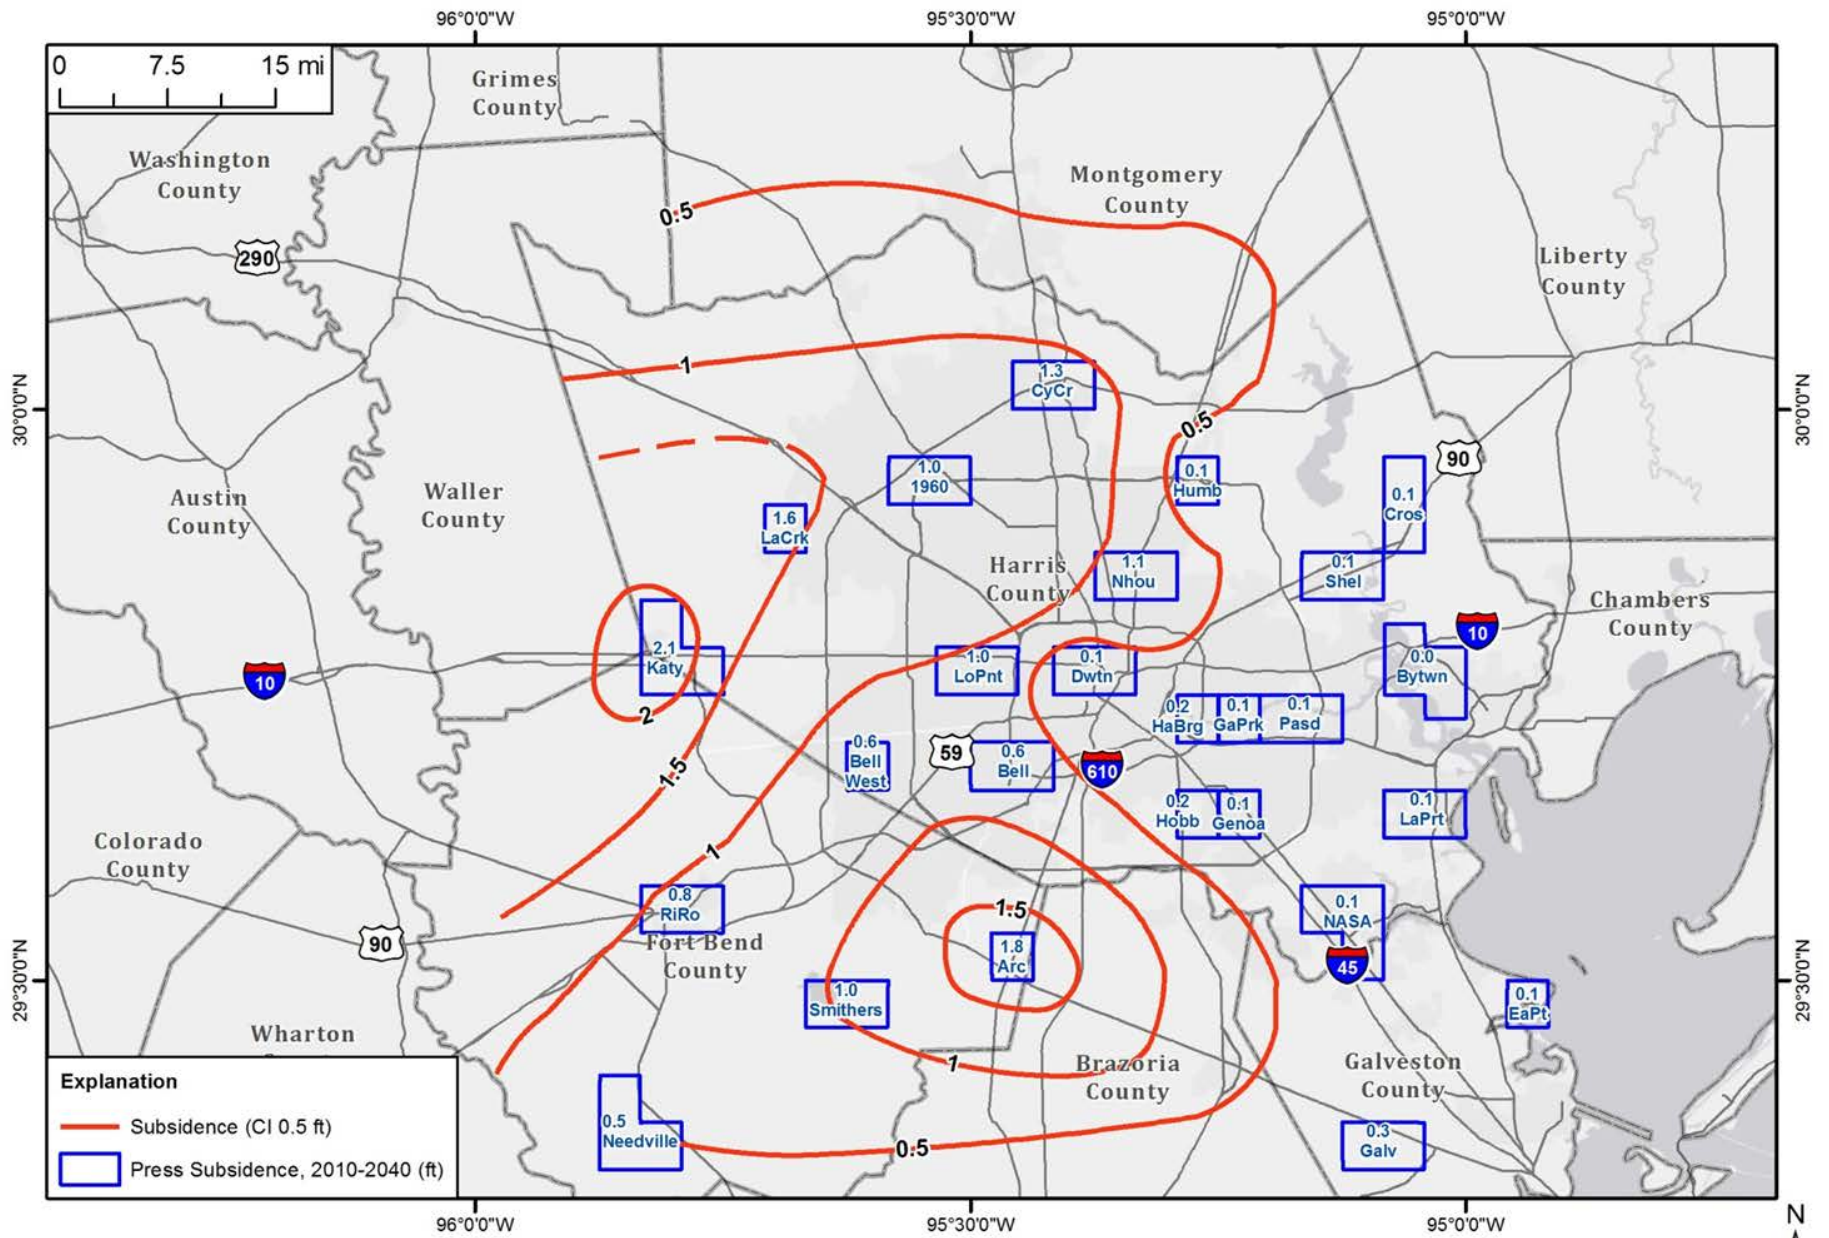 96°0'0"W
95°30'0"W
95°0'0"W
0
7.5
15 mi
Grimes
County
Washington
County
Montgomery
County
0.5
290
Liberty
County
1
30°0'0"N
30°0'0"N
1.3
CyCr
0.5
90
1.0
1960
0.1
Humb
0.1
Cros
Austin
County
Waller
County
1.6
LaCrk
Harris
County
1.1
Nhou
0.1
Shel
Chambers
County
10
10
2.1
Katy
1.0
LoPnt
0.1
Dwtn
0.0
Bytwn
2
0.2
HaBrg
0.1
GaPrk
0.1
Pasd
1.5
0.6
Bell
West
59
0.6
Bell
610
0.2
Hobb
0.1
Genoa
0.1
LaPrt
Colorado
County
1
0.8
RiRo
1.5
0.1
NASA
90
Fort Bend
County
1.8
Arc
45
29°30'0"N
29°30'0"N
1.0
Smithers
0.1
EaPt
Wharton
1
Brazoria
County
Galveston
County
Explanation
Subsidence (CI 0.5 ft)
Press Subsidence, 2010-2040 (ft)
0.5
Needville
0.5
0.3
Galv
96°0'0"W
95°30'0"W
95°0'0"W
N